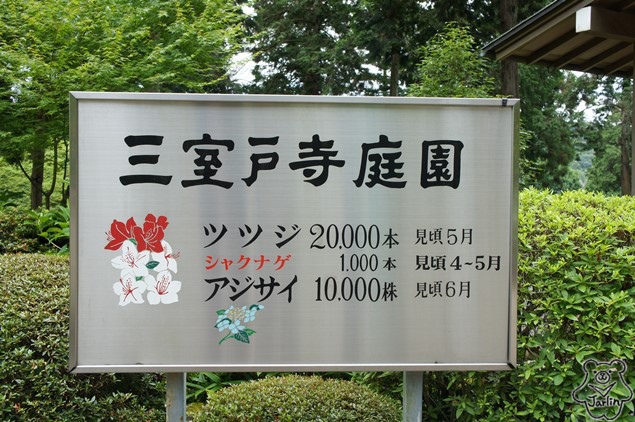 三室戸寺庭園
ツツジ 20,000本 見頃5月
シャクナゲ 1,000本 見頃4~5月
アジサイ 10,000株 見頃6月
Jarlin